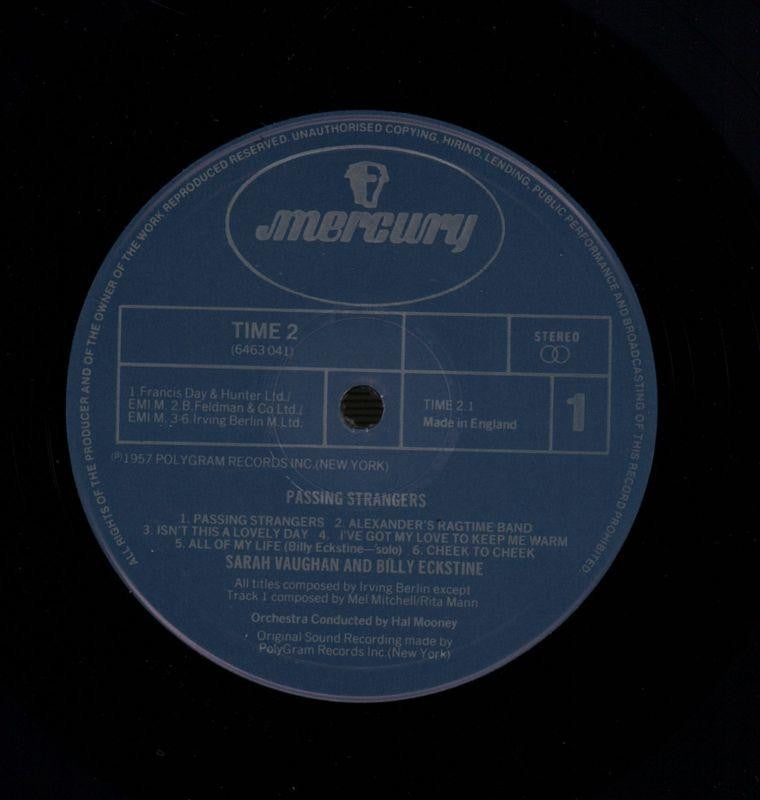 ALL RIGHTS OF THE PRODUCER AND OF THE OWNER OF THE WORK REPRODUCED RESERVED. UNAUTHORISED COPYING, HIRING, LENDING, PUBLIC PERFORMANCE AND BROADCASTING OF THIS RECORD PROHIBITED.
mercury
TIME 2
(6463 041)
STEREO
1.Francis Day & Hunter Ltd./
EMI M. 2.B.Feldman & Co Ltd./
EMI M. 3-6.Irving Berlin M.Ltd.
TIME 2.1
Made in England
1
℗1957 POLYGRAM RECORDS INC.(NEW YORK)
PASSING STRANGERS
1. PASSING STRANGERS 2. ALEXANDER'S RAGTIME BAND
3. ISN'T THIS A LOVELY DAY 4. I'VE GOT MY LOVE TO KEEP ME WARM
5. ALL OF MY LIFE (Billy Eckstine—solo) 6. CHEEK TO CHEEK
SARAH VAUGHAN AND BILLY ECKSTINE
All titles composed by Irving Berlin except
Track 1 composed by Mel Mitchell/Rita Mann
Orchestra Conducted by Hal Mooney
Original Sound Recording made by
PolyGram Records Inc.(New York)